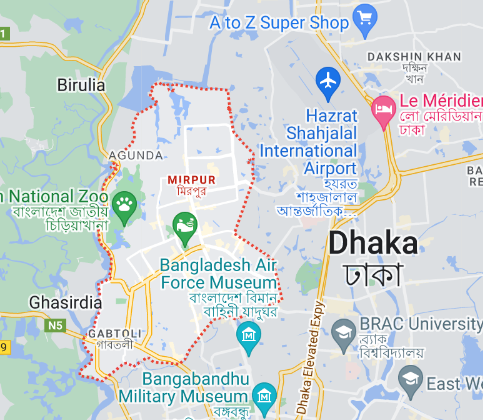 A to Z Super Shop
1
DAKSHIN KHAN
দক্ষিন
খান
Birulia
Le Méridien
লো মেরিডিয়ান
ঢাকা
Hazrat
Shahjalal
International
Airport
হযরত
শাহজালাল
আন্তর্জাতিক...
AGUNDA
MIRPUR
মিরপুর
National Zoo
বাংলাদেশ জাতীয়
চিড়িয়াখানা
Dhaka
ঢাকা
Bangladesh Air
Force Museum
বাংলাদেশ বিমান
বাহিনী যাদুঘর
Ghasirdia
N5
GABTOLI
গাবতলী
Dhaka Elevated Expy
BRAC University
ব্র্যাক
বিশ্ববিদ্যালয়
Bangabandhu
Military Museum
বঙ্গবন্ধু
East We